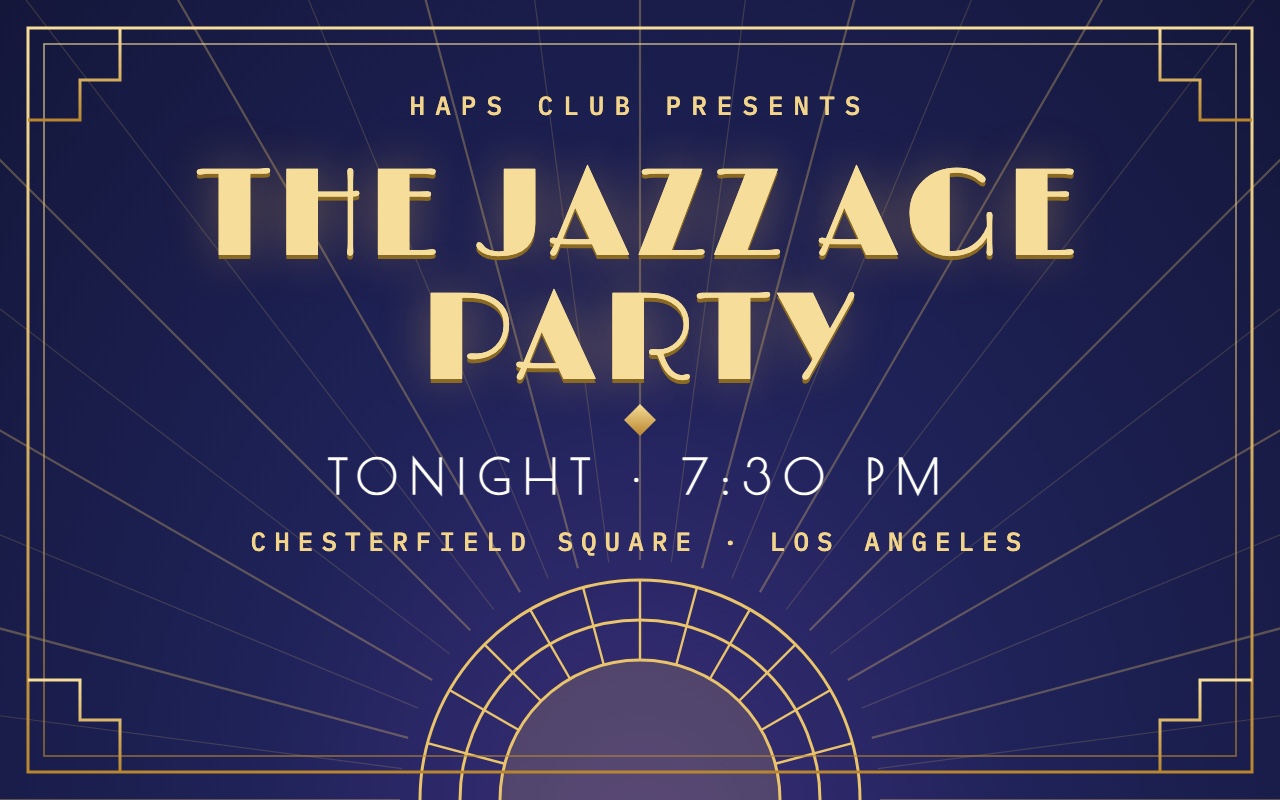 HAPS CLUB PRESENTS
THE JAZZ AGE
PARTY
TONIGHT · 7:30 PM
CHESTERFIELD SQUARE · LOS ANGELES